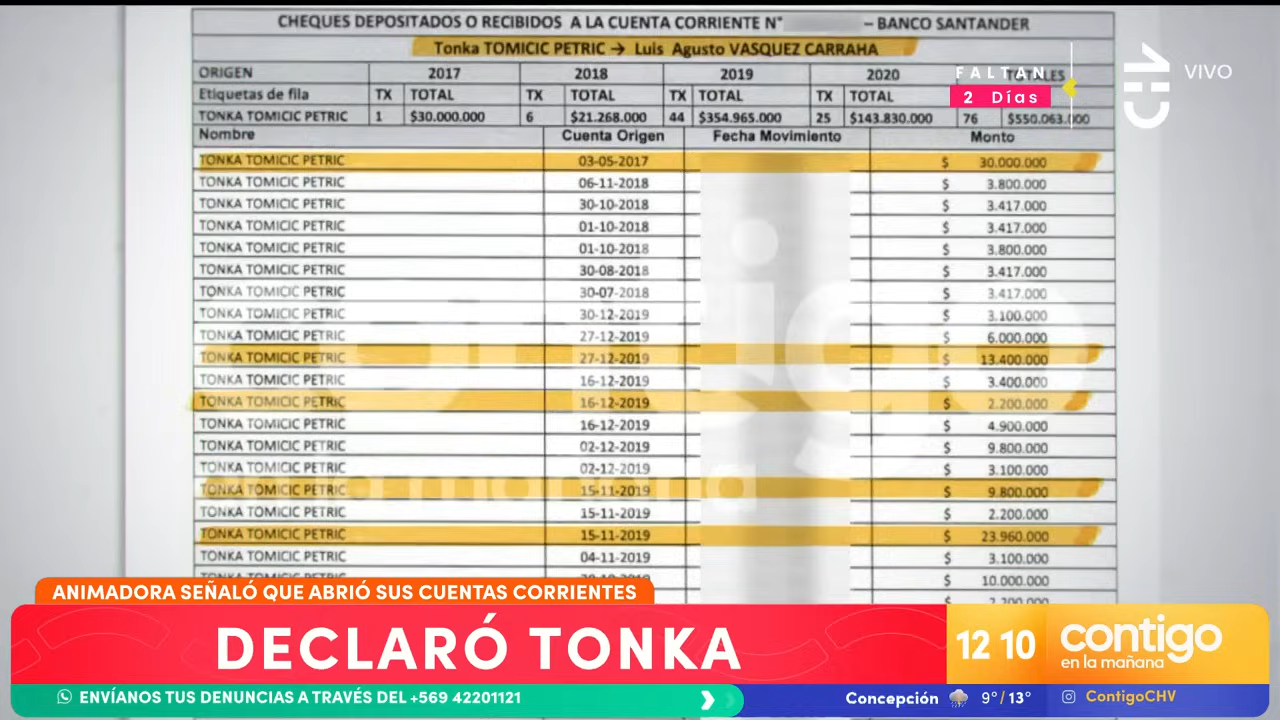 CHEQUES DEPOSITADOS O RECIBIDOS A LA CUENTA CORRIENTE N° – BANCO SANTANDER
Tonka TOMICIC PETRIC → Luis Agusto VASQUEZ CARRAHA
ORIGEN 2017 2018 2019 2020 TOTALES
Etiquetas de fila TX TOTAL TX TOTAL TX TOTAL TX TOTAL
TONKA TOMICIC PETRIC 1 $30.000.000 6 $21.268.000 44 $354.965.000 25 $143.830.000 76 $550.063.000
Nombre Cuenta Origen Fecha Movimiento Monto
TONKA TOMICIC PETRIC 03-05-2017 $ 30.000.000
TONKA TOMICIC PETRIC 06-11-2018 $ 3.800.000
TONKA TOMICIC PETRIC 30-10-2018 $ 3.417.000
TONKA TOMICIC PETRIC 01-10-2018 $ 3.417.000
TONKA TOMICIC PETRIC 01-10-2018 $ 3.800.000
TONKA TOMICIC PETRIC 30-08-2018 $ 3.417.000
TONKA TOMICIC PETRIC 30-07-2018 $ 3.417.000
TONKA TOMICIC PETRIC 30-12-2019 $ 3.100.000
TONKA TOMICIC PETRIC 27-12-2019 $ 6.000.000
TONKA TOMICIC PETRIC 27-12-2019 $ 13.400.000
TONKA TOMICIC PETRIC 16-12-2019 $ 3.400.000
TONKA TOMICIC PETRIC 16-12-2019 $ 2.200.000
TONKA TOMICIC PETRIC 16-12-2019 $ 4.900.000
TONKA TOMICIC PETRIC 02-12-2019 $ 9.800.000
TONKA TOMICIC PETRIC 02-12-2019 $ 3.100.000
TONKA TOMICIC PETRIC 15-11-2019 $ 9.800.000
TONKA TOMICIC PETRIC 15-11-2019 $ 2.200.000
TONKA TOMICIC PETRIC 15-11-2019 $ 23.960.000
TONKA TOMICIC PETRIC 04-11-2019 $ 3.100.000
$ 10.000.000
FALTAN
2 Días
CHV
VIVO
ANIMADORA SEÑALÓ QUE ABRIÓ SUS CUENTAS CORRIENTES
DECLARÓ TONKA
12 10
contigo
en la mañana
ENVÍANOS TUS DENUNCIAS A TRAVÉS DEL +569 42201121
Concepción 9°/13°
ContigoCHV